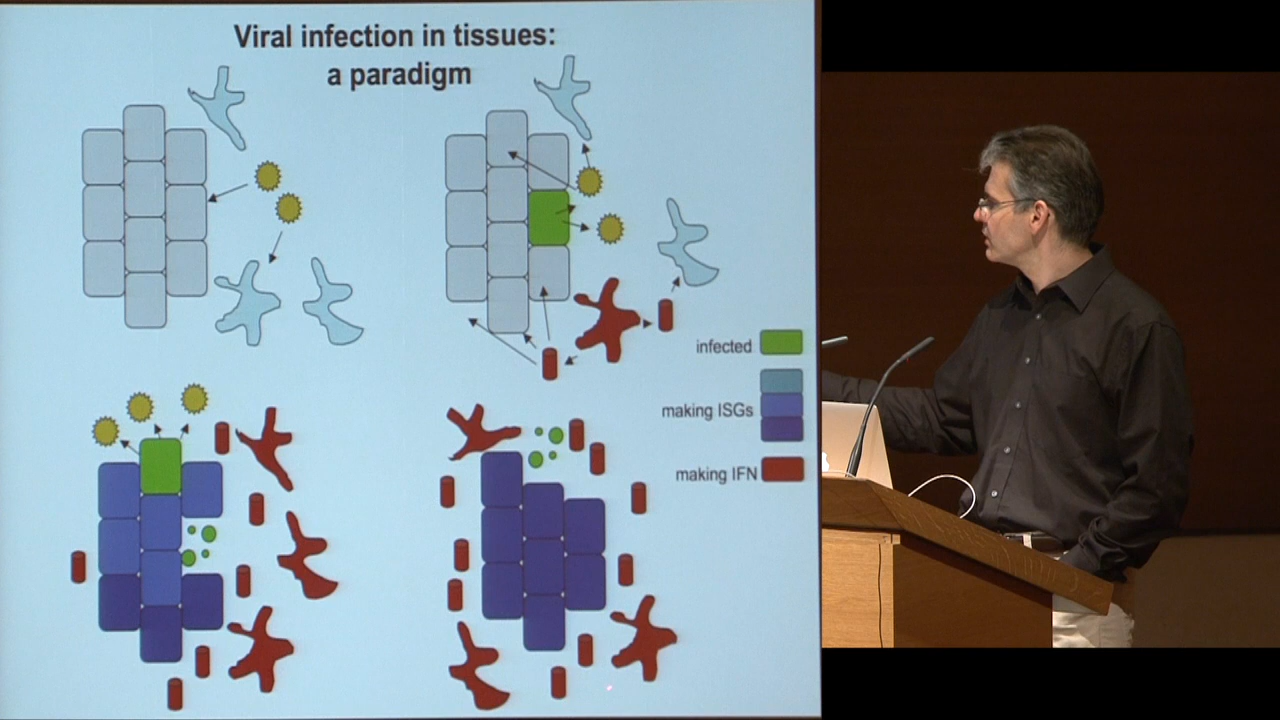 Viral infection in tissues:
a paradigm
infected
making ISGs
making IFN